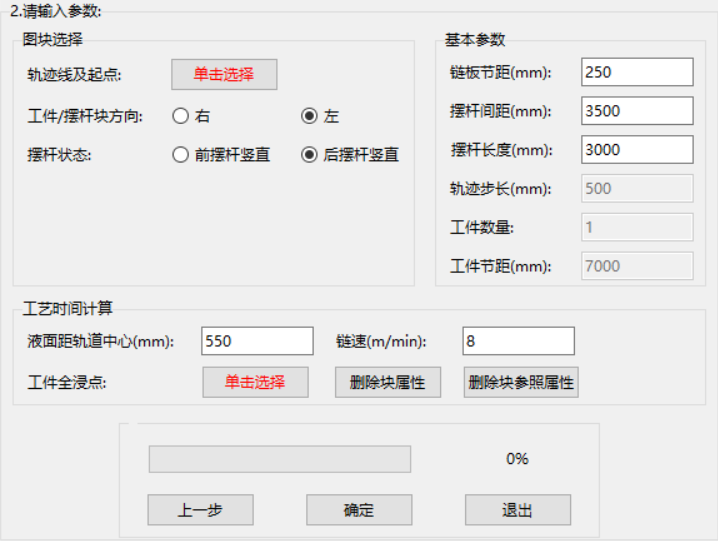 2.请输入参数:
图块选择
轨迹线及起点:
单击选择
工件/摆杆块方向:
右
左
摆杆状态:
前摆杆竖直
后摆杆竖直
基本参数
链板节距(mm):
250
摆杆间距(mm):
3500
摆杆长度(mm):
3000
轨迹步长(mm):
500
工件数量:
1
工件节距(mm):
7000
工艺时间计算
液面距轨道中心(mm):
550
链速(m/min):
8
工件全浸点:
单击选择
删除块属性
删除块参照属性
0%
上一步
确定
退出